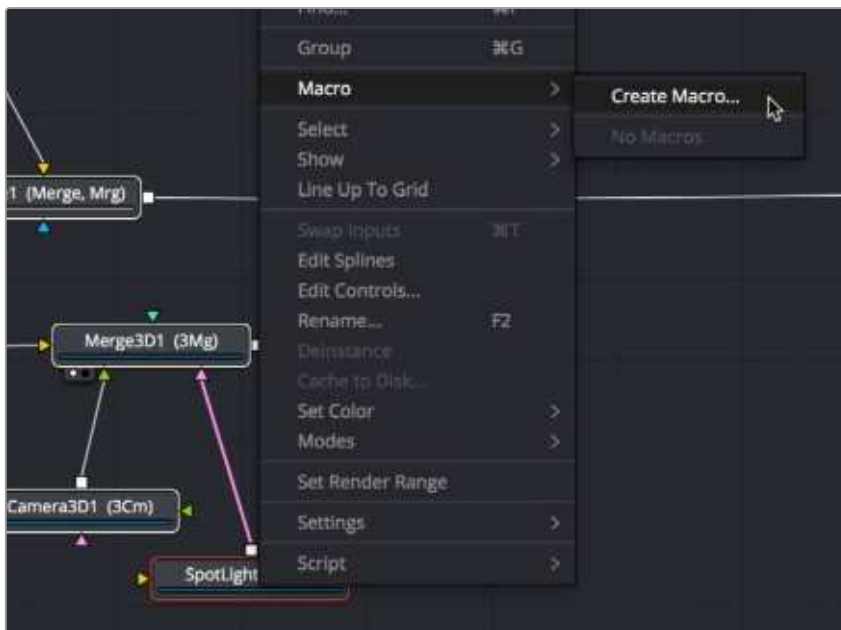 Group ⌘G
Macro >
Create Macro...
No Macros
Select >
Show >
Line Up To Grid
1 (Merge, Mrg)
Swap Inputs ⌘T
Edit Splines
Edit Controls...
Rename... F2
Merge3D1 (3Mg)
Deinstance
Cache to Disk...
Set Color >
Modes >
Set Render Range
Camera3D1 (3Cm)
Settings >
Script >
SpotLight